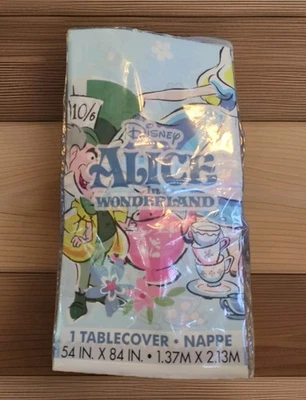 10/6
DISNEY
ALICE
in
WONDERLAND
1 TABLECOVER • NAPPE
54 IN. X 84 IN. • 1.37M X 2.13M